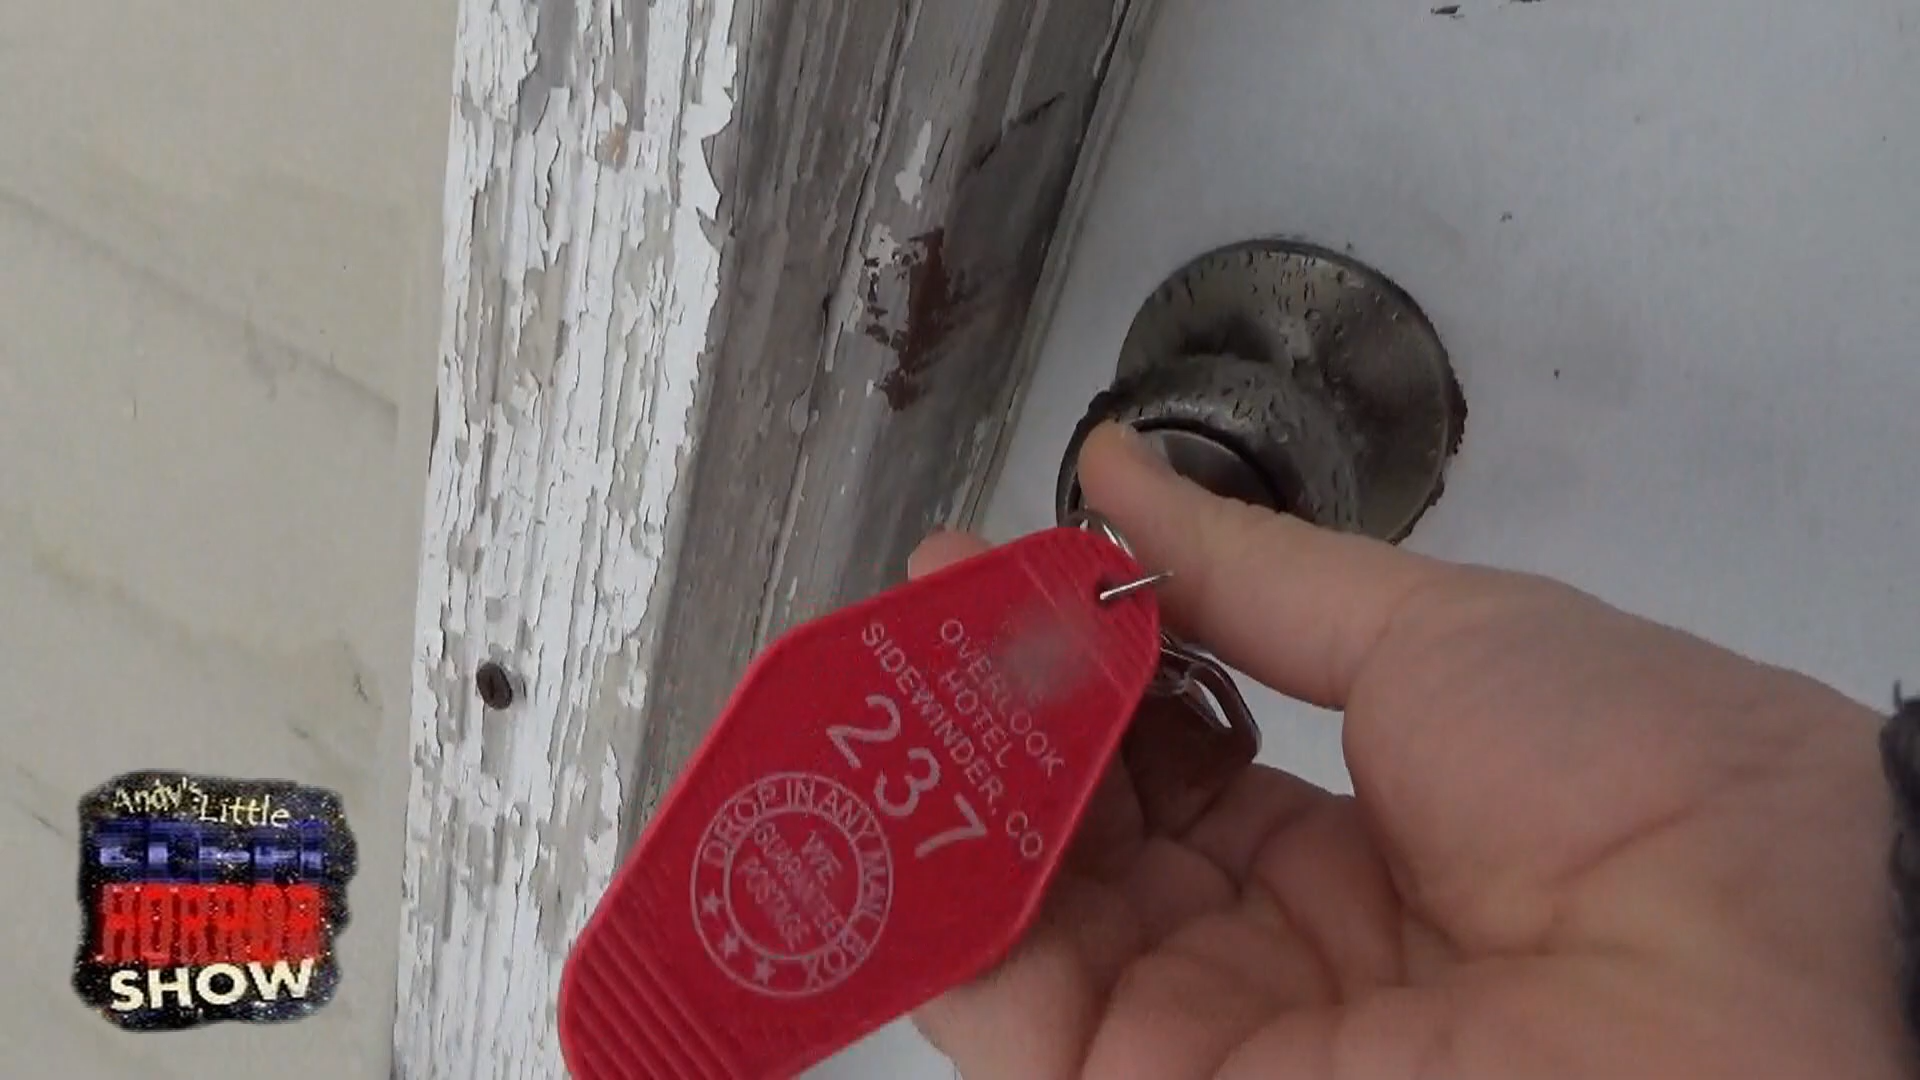 OVERLOOK
HOTEL
SIDEWINDER, CO
237
DROP IN ANY MAIL BOX
WE
GUARANTEE
POSTAGE
Andy's Little
HORROR
SHOW